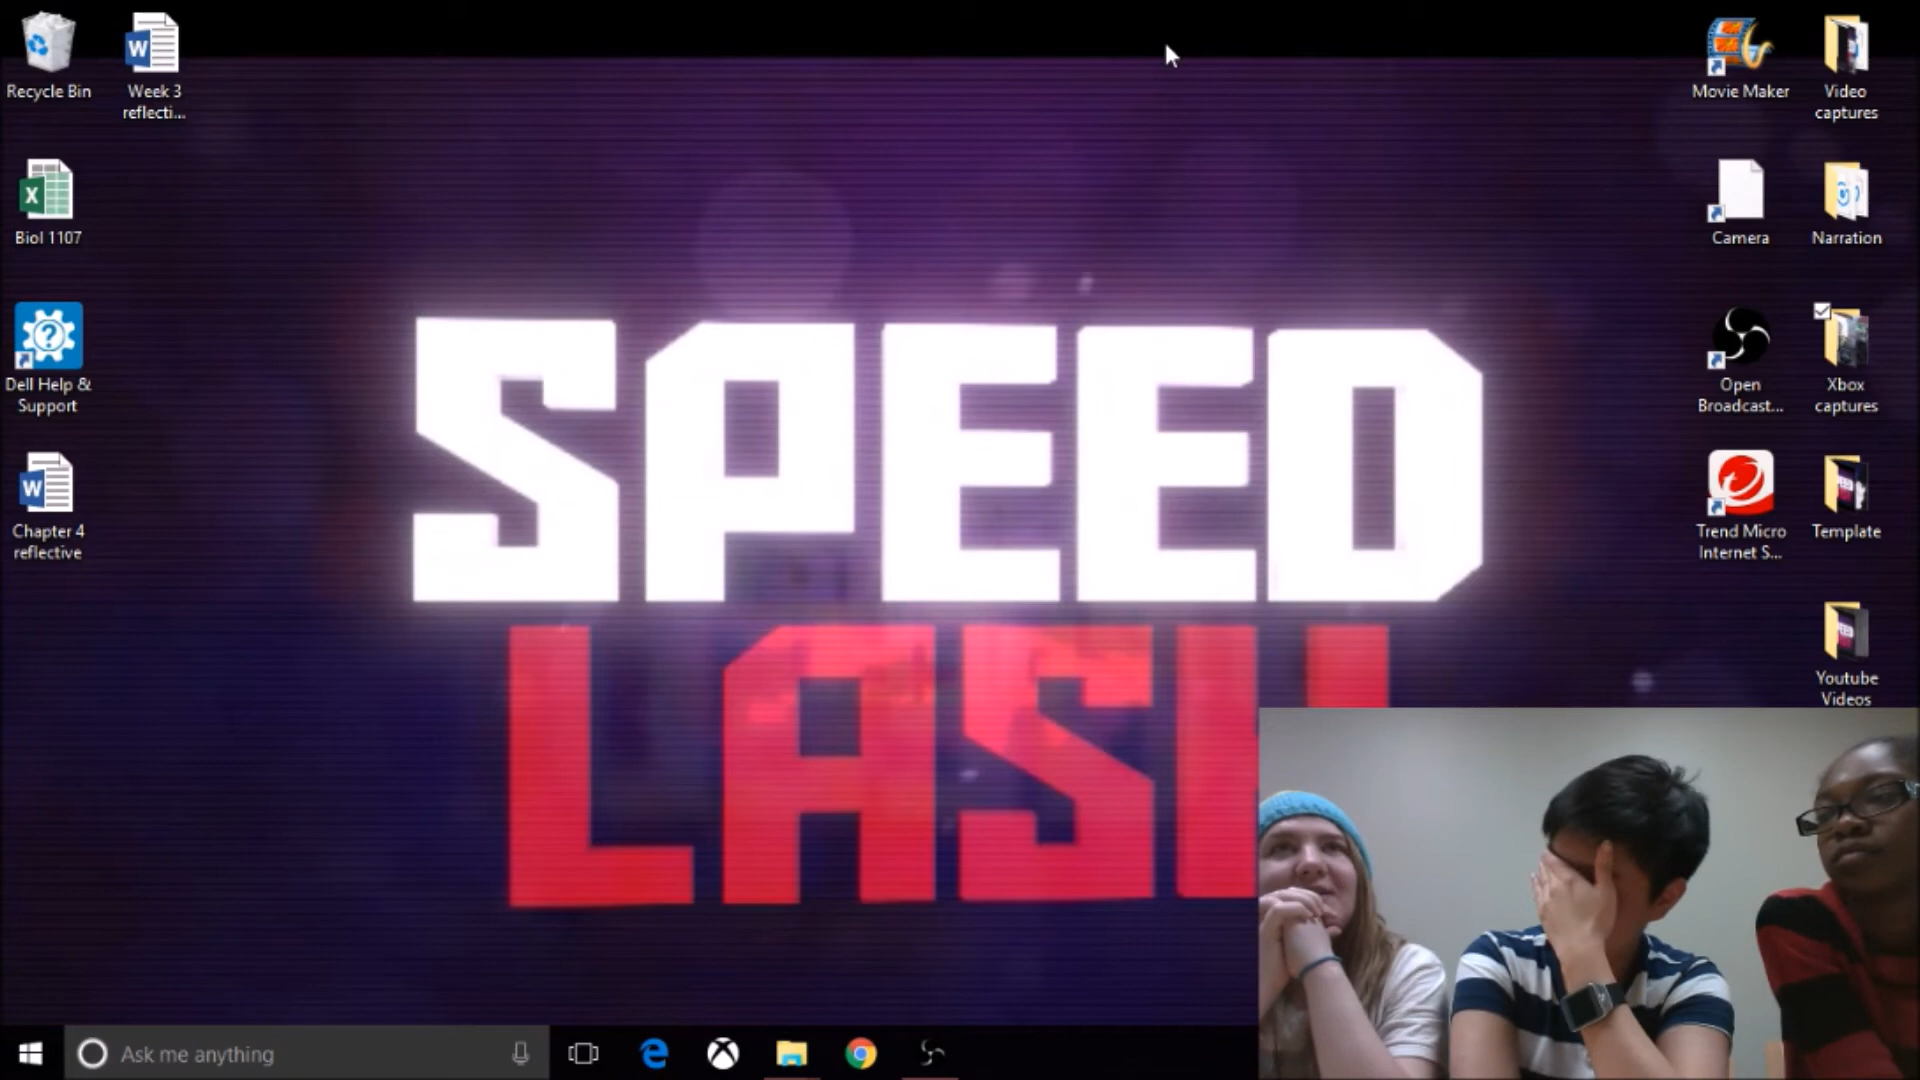 Recycle Bin
Week 3
reflecti...
Biol 1107
Dell Help &
Support
Chapter 4
reflective
Movie Maker
Video
captures
Camera
Narration
Open
Broadcast...
Xbox
captures
Trend Micro
Internet S...
Template
Youtube
Videos
SPEED
LASH
Ask me anything